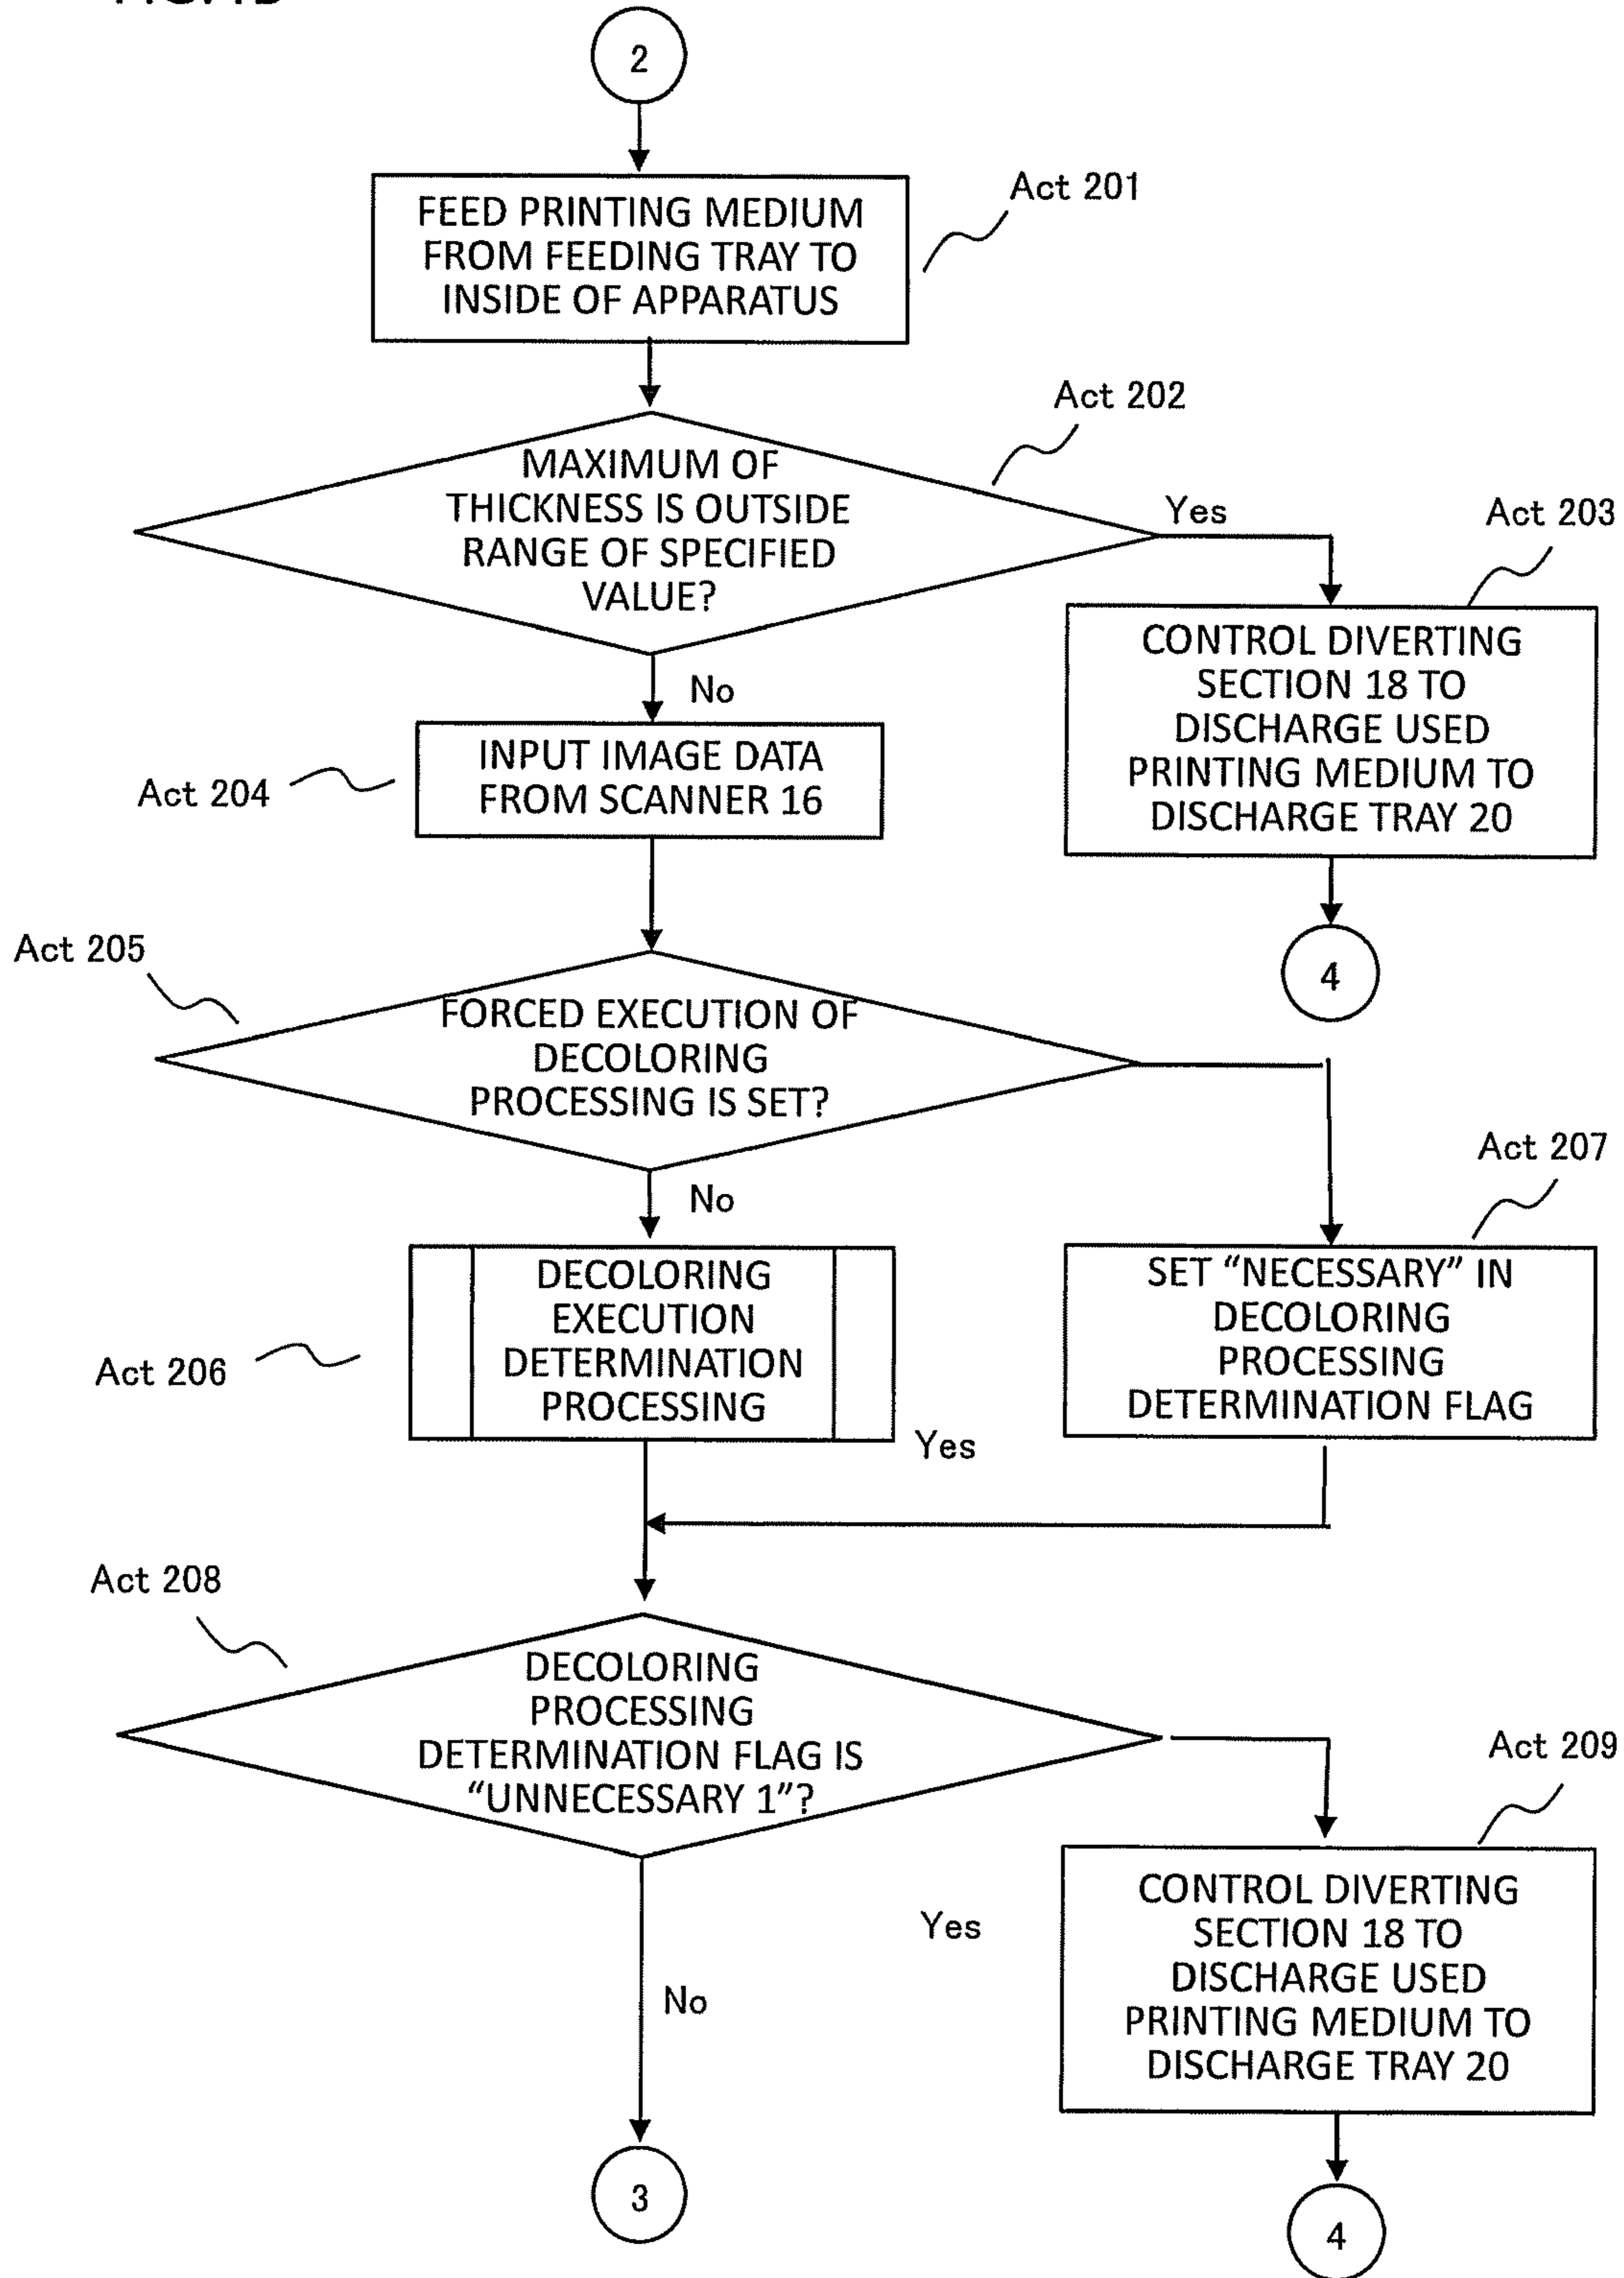 2
Act 201
FEED PRINTING MEDIUM
FROM FEEDING TRAY TO
INSIDE OF APPARATUS
Act 202
MAXIMUM OF
THICKNESS IS OUTSIDE
RANGE OF SPECIFIED
VALUE?
Yes
Act 203
CONTROL DIVERTING
SECTION 18 TO
DISCHARGE USED
PRINTING MEDIUM TO
DISCHARGE TRAY 20
4
No
Act 204
INPUT IMAGE DATA
FROM SCANNER 16
Act 205
FORCED EXECUTION OF
DECOLORING
PROCESSING IS SET?
No
Act 207
SET “NECESSARY” IN
DECOLORING
PROCESSING
DETERMINATION FLAG
Act 206
DECOLORING
EXECUTION
DETERMINATION
PROCESSING
Yes
Act 208
DECOLORING
PROCESSING
DETERMINATION FLAG IS
“UNNECESSARY 1”?
Act 209
CONTROL DIVERTING
SECTION 18 TO
DISCHARGE USED
PRINTING MEDIUM TO
DISCHARGE TRAY 20
Yes
No
3
4